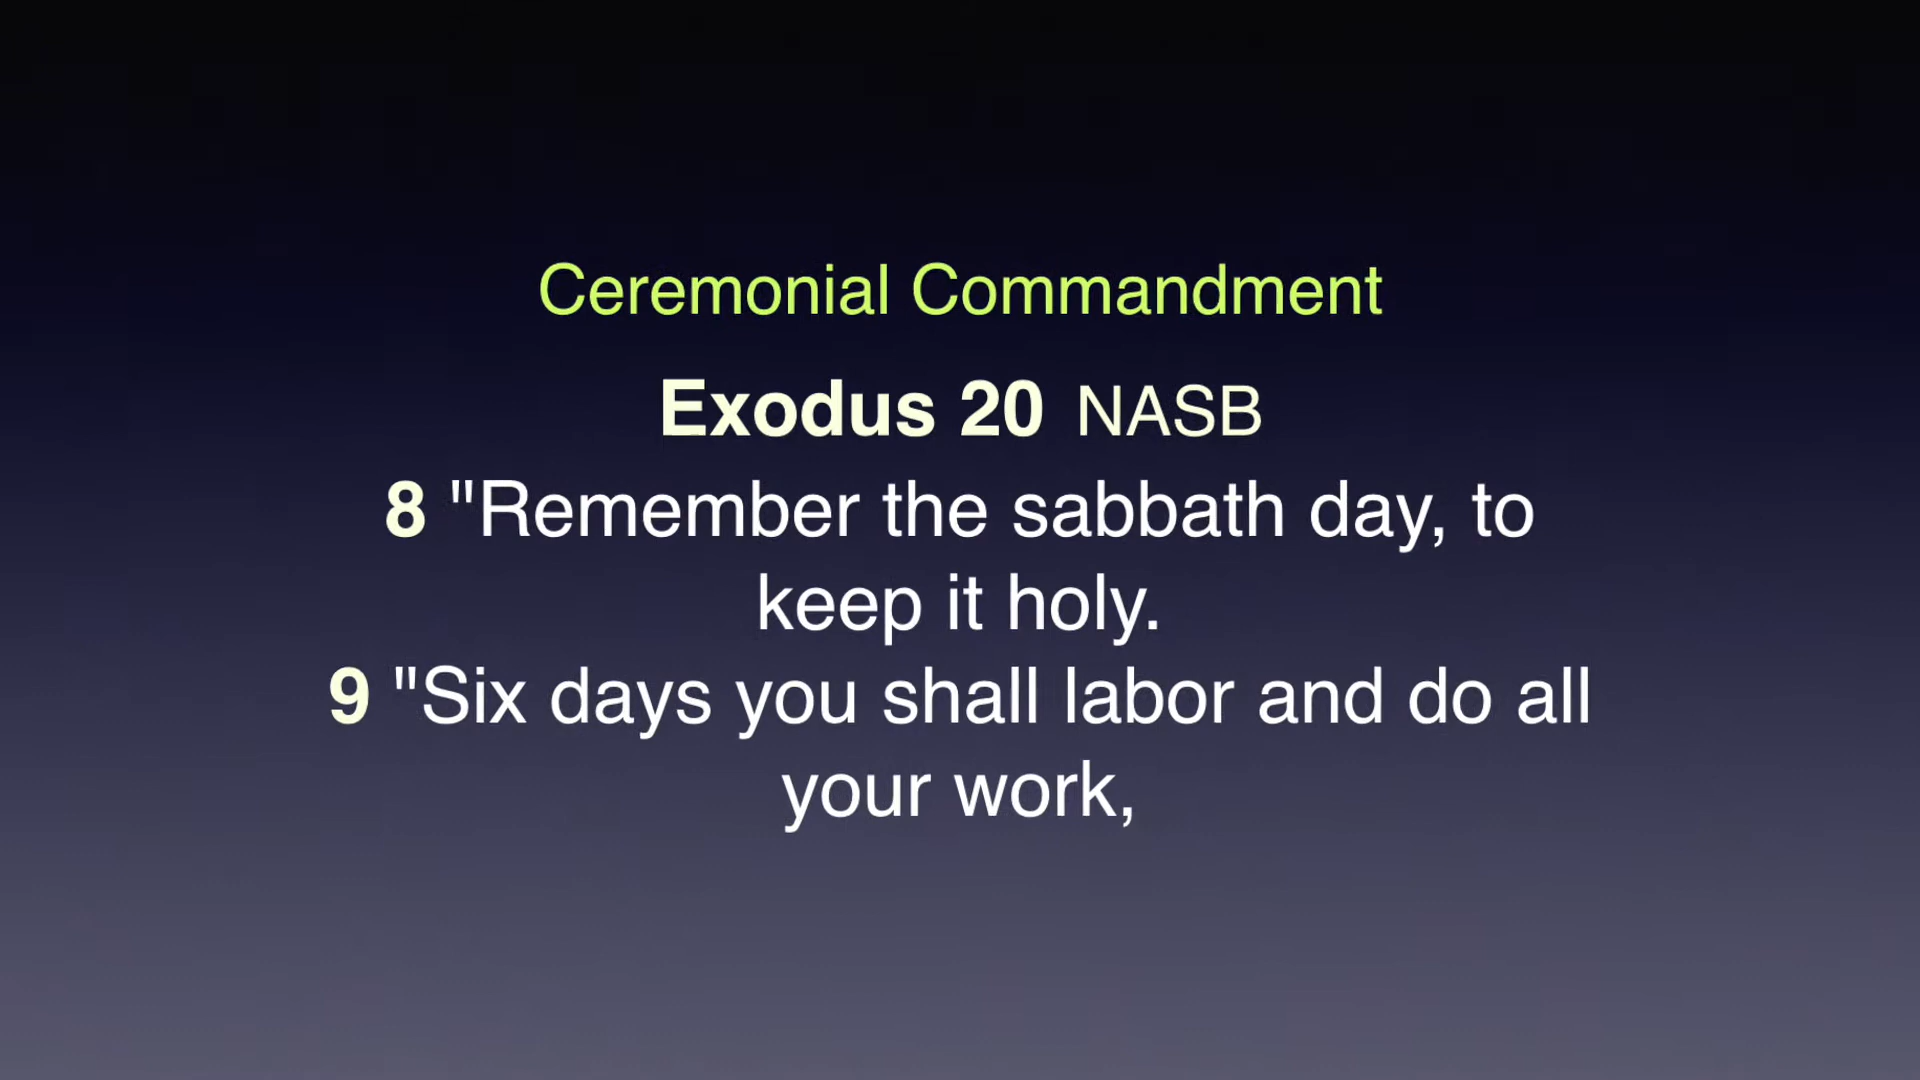 Ceremonial Commandment
Exodus 20 NASB
8 "Remember the sabbath day, to
keep it holy.
9 "Six days you shall labor and do all
your work,